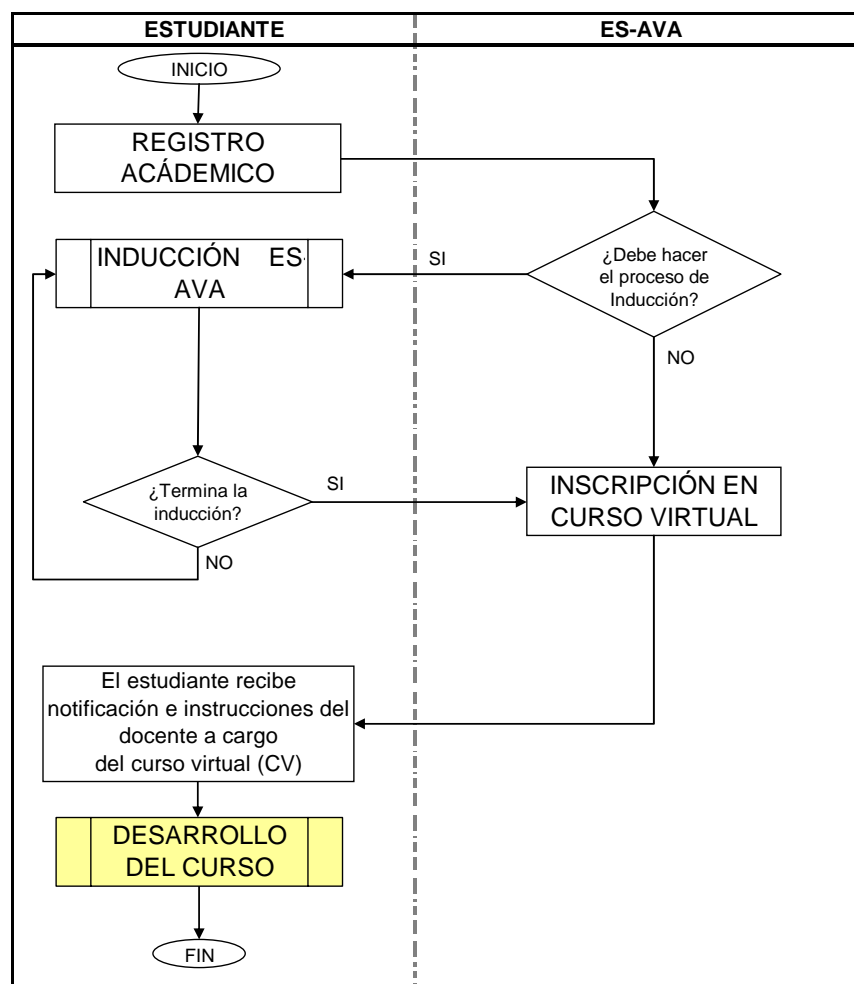 ESTUDIANTE
ES-AVA
INICIO
REGISTRO
ACÁDEMICO
¿Debe hacer
el proceso de
Inducción?
SI
INDUCCIÓN ES-
AVA
NO
¿Termina la
inducción?
SI
INSCRIPCIÓN EN
CURSO VIRTUAL
NO
El estudiante recibe
notificación e instrucciones del
docente a cargo
del curso virtual (CV)
DESARROLLO
DEL CURSO
FIN